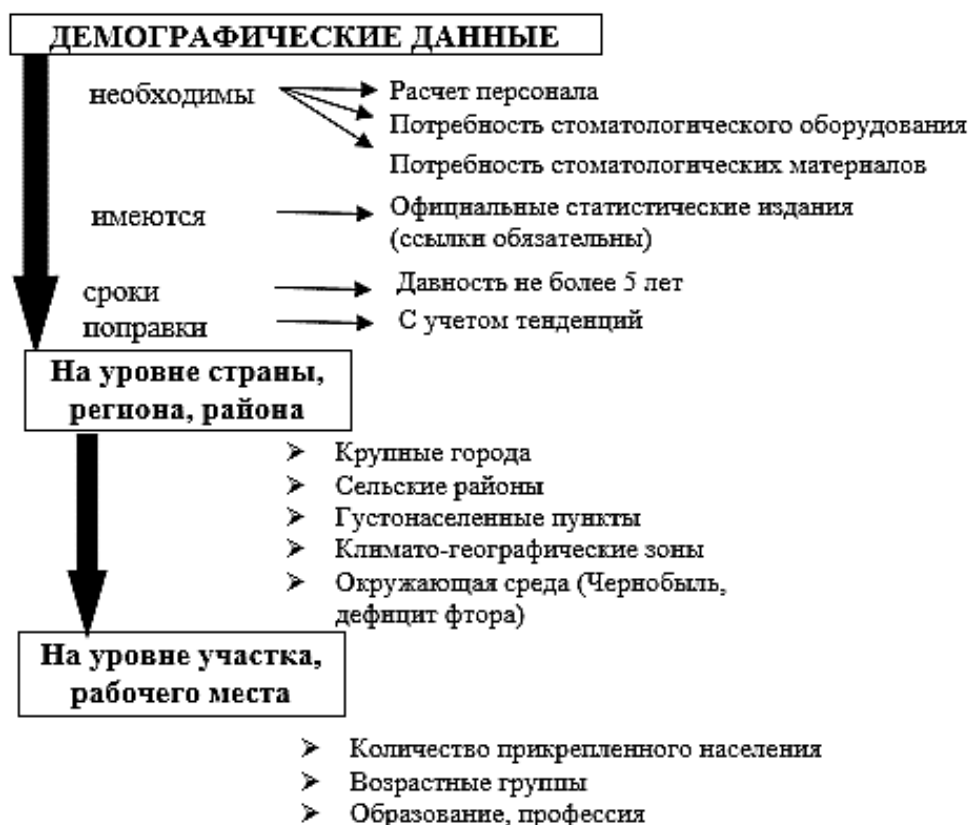 ДЕМОГРАФИЧЕСКИЕ ДАННЫЕ
необходимы
Расчет персонала
Потребность стоматологического оборудования
Потребность стоматологических материалов
имеются
Официальные статистические издания
(ссылки обязательны)
сроки
Давность не более 5 лет
поправки
С учетом тенденций
На уровне страны,
региона, района
Крупные города
Сельские районы
Густонаселенные пункты
Климато-географические зоны
Окружающая среда (Чернобыль,
дефицит фтора)
На уровне участка,
рабочего места
Количество прикрепленного населения
Возрастные группы
Образование, профессия